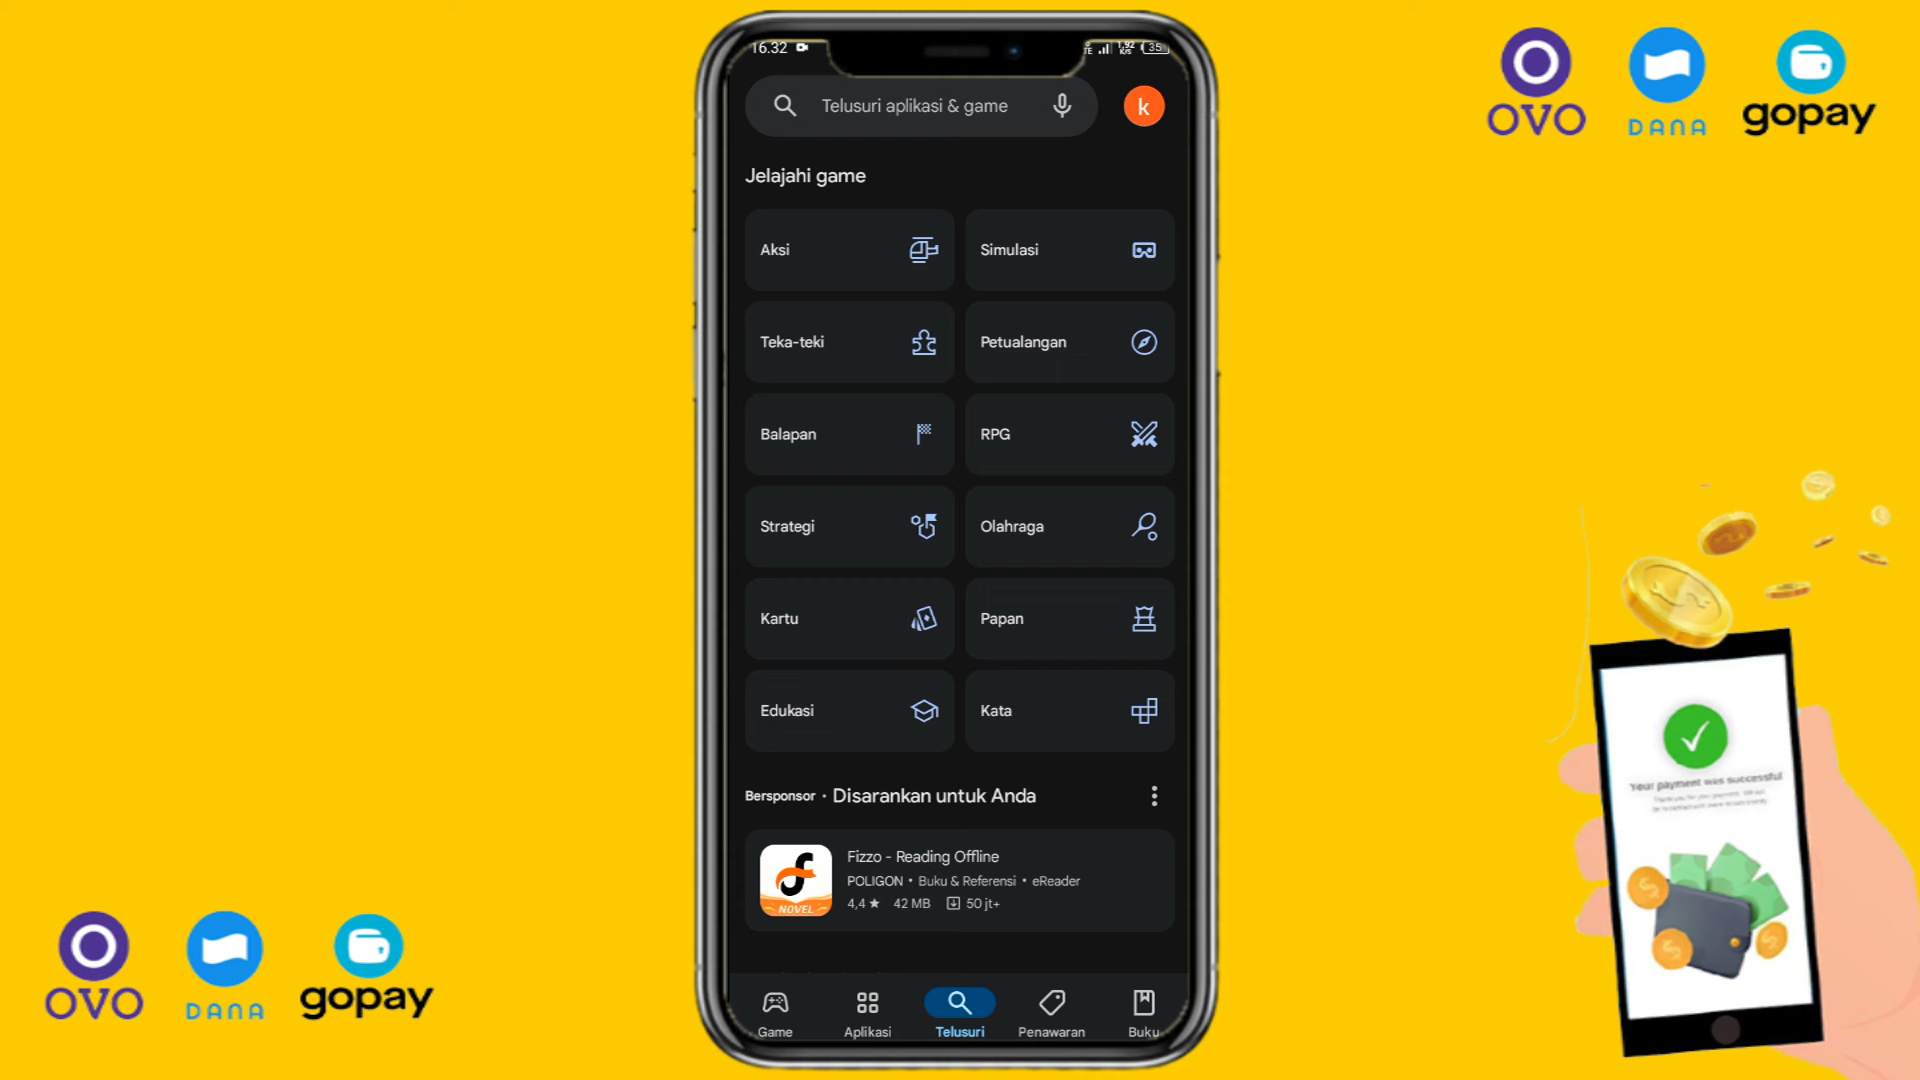 16.32
35
OVO
DANA
gopay
Telusuri aplikasi & game
k
Jelajahi game
Aksi
Simulasi
Teka-teki
Petualangan
Balapan
RPG
Strategi
Olahraga
Kartu
Papan
Edukasi
Kata
Bersponsor • Disarankan untuk Anda
Fizzo - Reading Offline
POLIGON • Buku & Referensi • eReader
4,4 ★ 42 MB 50 jt+
NOVEL
Game
Aplikasi
Telusuri
Penawaran
Buku
OVO
DANA
gopay
Your payment was successful